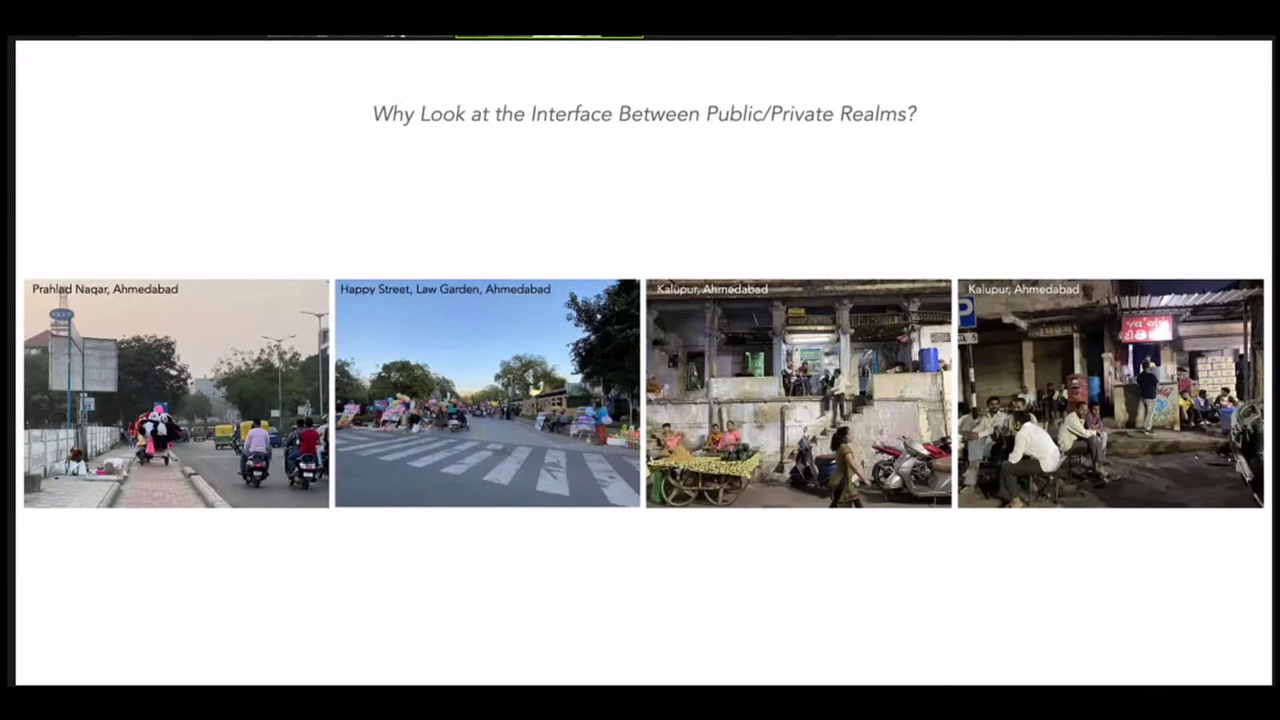 Why Look at the Interface Between Public/Private Realms?
Prahlad Nagar, Ahmedabad
Happy Street, Law Garden, Ahmedabad
Kalupur, Ahmedabad
Kalupur, Ahmedabad
P